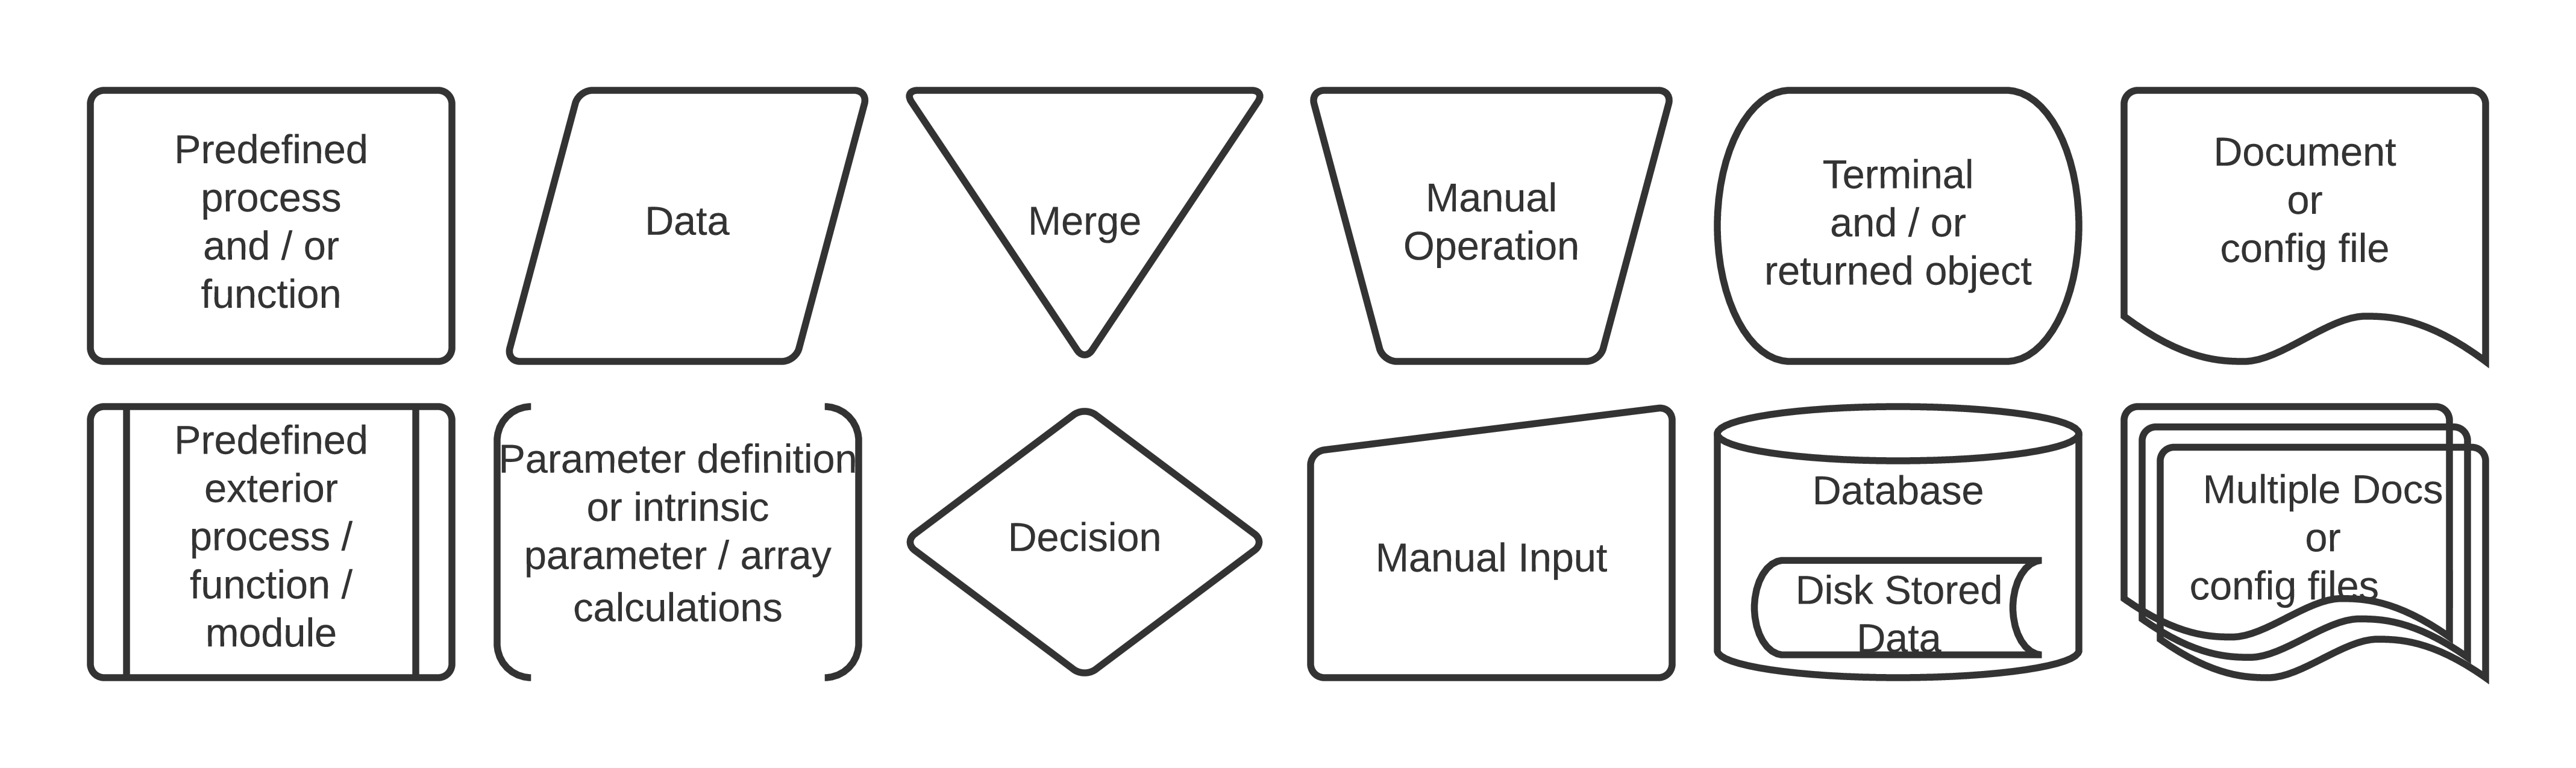 Predefined
process
and / or
function
Data
Merge
Manual
Operation
Terminal
and / or
returned object
Document
or
config file
Predefined
exterior
process /
function /
module
Parameter definition
or intrinsic
parameter / array
calculations
Decision
Manual Input
Database
Disk Stored
Data
Multiple Docs
or
config files